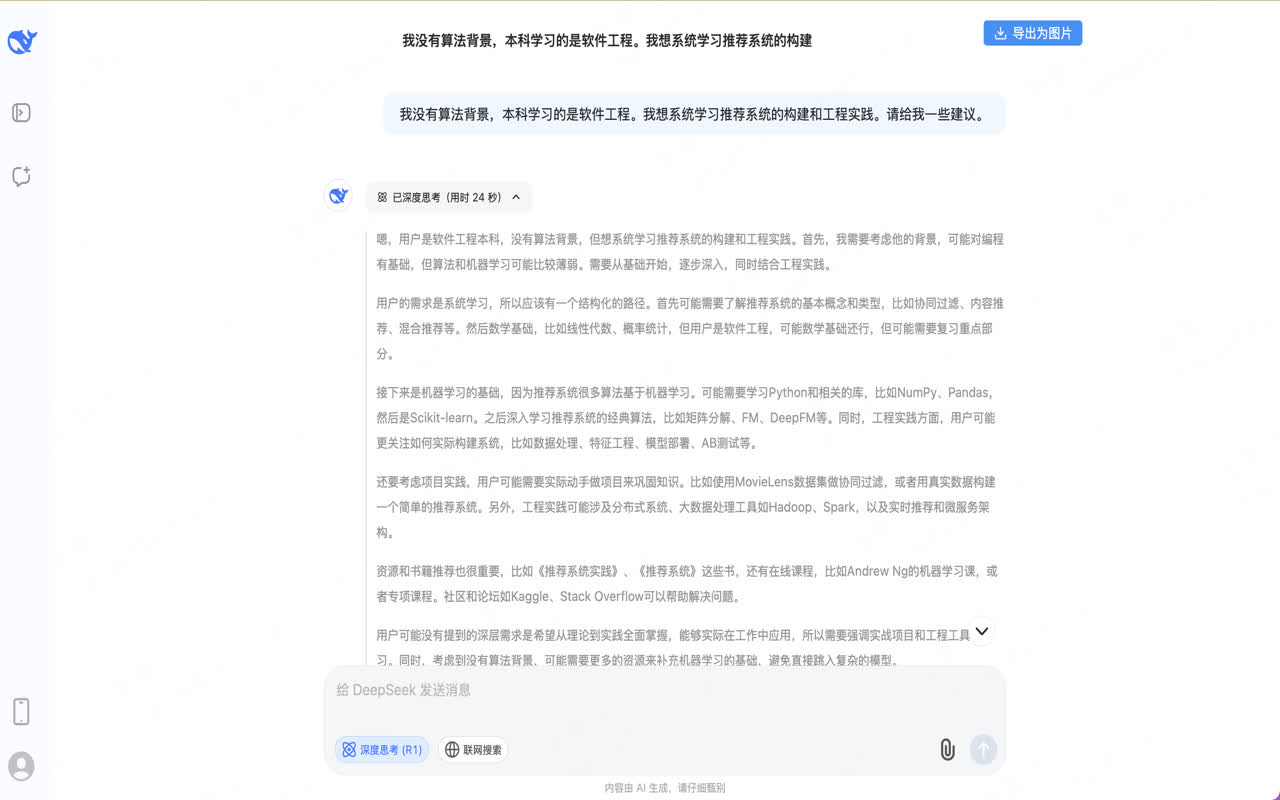 我没有算法背景，本科学习的是软件工程。我想系统学习推荐系统的构建
导出为图片
我没有算法背景，本科学习的是软件工程。我想系统学习推荐系统的构建和工程实践。请给我一些建议。
已深度思考（用时 24 秒）
嗯，用户是软件工程本科，没有算法背景，但想系统学习推荐系统的构建和工程实践。首先，我需要考虑他的背景，可能对编程
有基础，但算法和机器学习可能比较薄弱。需要从基础开始，逐步深入，同时结合工程实践。
用户的需求是系统学习，所以应该有一个结构化的路径。首先可能需要了解推荐系统的基本概念和类型，比如协同过滤、内容推
荐、混合推荐等。然后数学基础，比如线性代数、概率统计，但用户是软件工程，可能数学基础还行，但可能需要复习重点部
分。
接下来是机器学习的基础，因为推荐系统很多算法基于机器学习。可能需要学习Python和相关的库，比如NumPy、Pandas，
然后是Scikit-learn。之后深入学习推荐系统的经典算法，比如矩阵分解、FM、DeepFM等。同时，工程实践方面，用户可能
更关注如何实际构建系统，比如数据处理、特征工程、模型部署、AB测试等。
还要考虑项目实践，用户可能需要实际动手做项目来巩固知识。比如使用MovieLens数据集做协同过滤，或者用真实数据构建
一个简单的推荐系统。另外，工程实践可能涉及分布式系统、大数据处理工具如Hadoop、Spark，以及实时推荐和微服务架
构。
资源和书籍推荐也很重要，比如《推荐系统实践》、《推荐系统》这些书，还有在线课程，比如Andrew Ng的机器学习课，或
者专项课程。社区和论坛如Kaggle、Stack Overflow可以帮助解决问题。
用户可能没有提到的深层需求是希望从理论到实践全面掌握，能够实际在工作中应用，所以需要强调实战项目和工程工具
习。同时，考虑到没有算法背景，可能需要更多的资源来补充机器学习的基础，避免直接跳入复杂的模型。
给 DeepSeek 发送消息
深度思考 (R1)
联网搜索
内容由 AI 生成，请仔细甄别